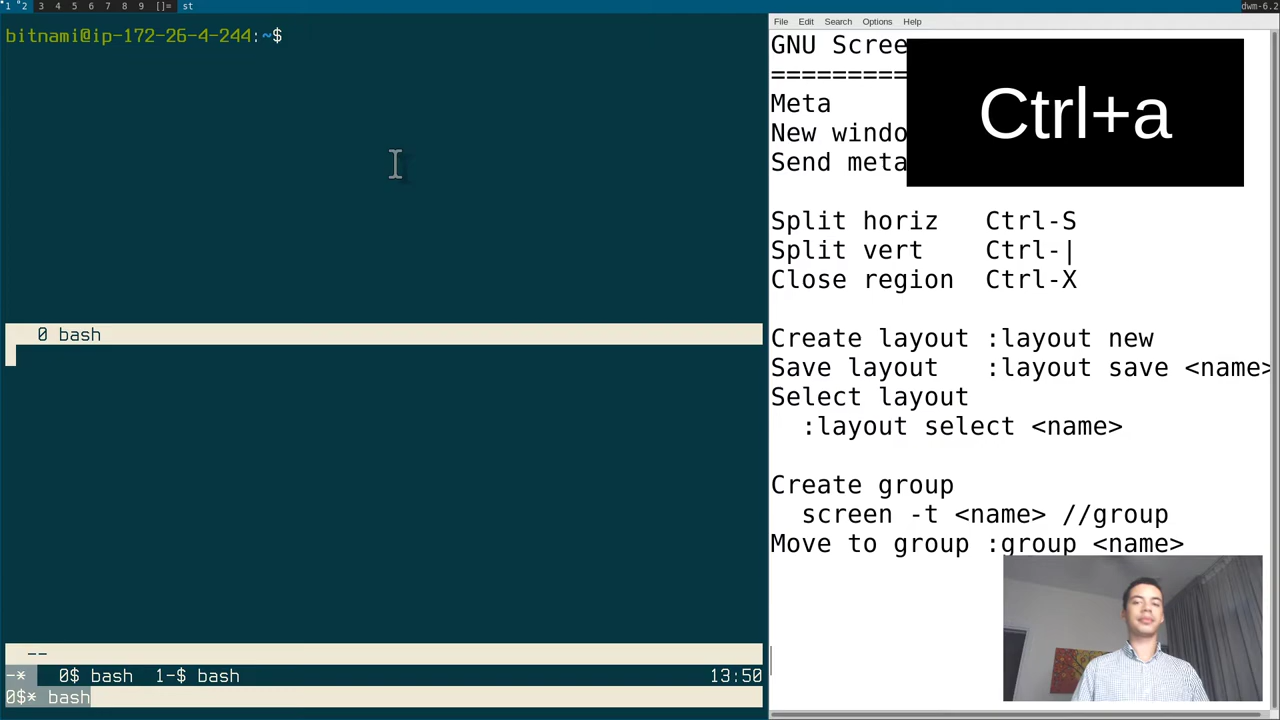 1 2 3 4 5 6 7 8 9 []= st
dwm-6.2
bitnami@ip-172-26-4-244:~$
0 bash
--
-* 0$ bash 1-$ bash 13:50
0$* bash
File Edit Search Options Help
GNU Scree
=========
Meta
New windo
Send meta
Ctrl+a
Split horiz Ctrl-S
Split vert Ctrl-|
Close region Ctrl-X
Create layout :layout new
Save layout :layout save <name>
Select layout
:layout select <name>
Create group
screen -t <name> //group
Move to group :group <name>